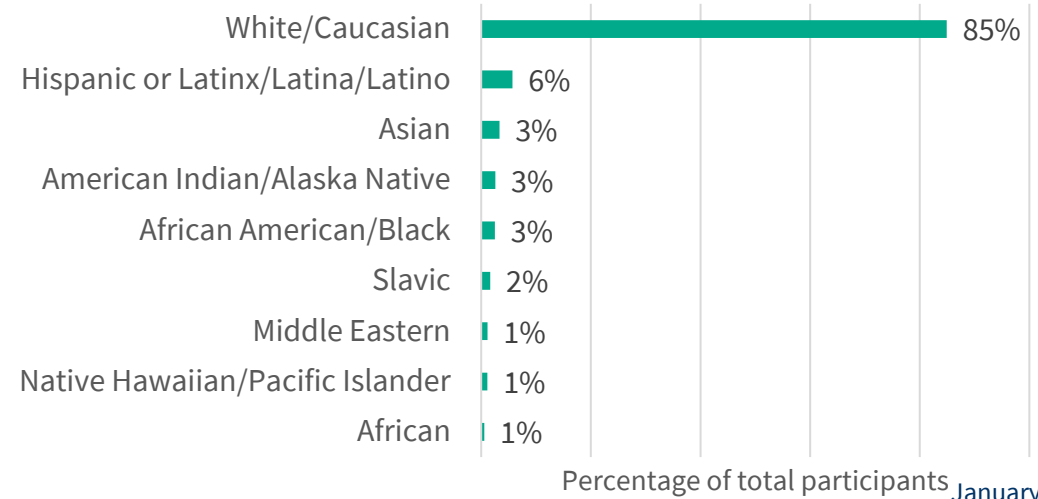 White/Caucasian 85%
Hispanic or Latinx/Latina/Latino 6%
Asian 3%
American Indian/Alaska Native 3%
African American/Black 3%
Slavic 2%
Middle Eastern 1%
Native Hawaiian/Pacific Islander 1%
African 1%
Percentage of total participants
January